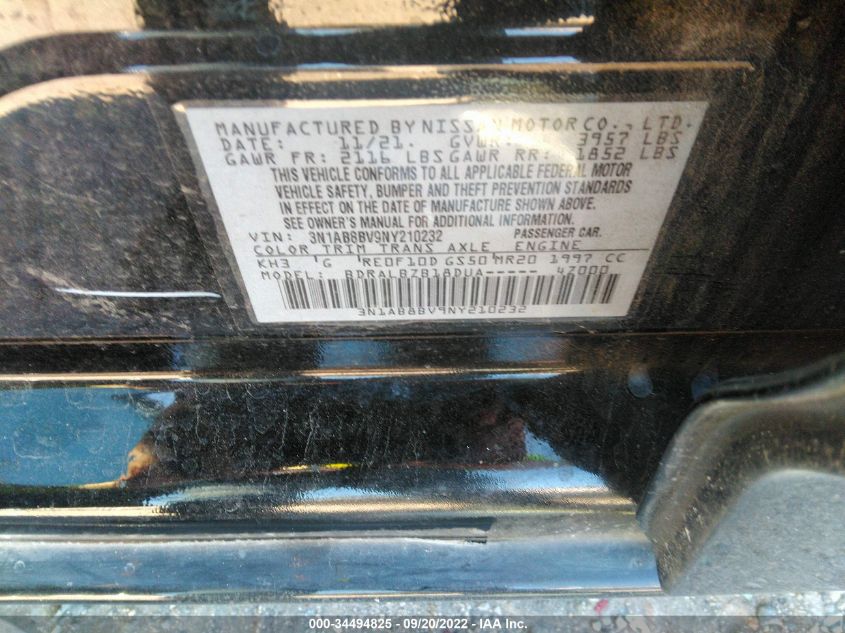 MANUFACTURED BY NISSAN MOTOR CO., LTD.
DATE: 11/21. GVWR: 3957 LBS
GAWR FR: 2116 LBS GAWR RR: 1852 LBS
THIS VEHICLE CONFORMS TO ALL APPLICABLE FEDERAL MOTOR
VEHICLE SAFETY, BUMPER AND THEFT PREVENTION STANDARDS
IN EFFECT ON THE DATE OF MANUFACTURE SHOWN ABOVE.
SEE OWNER'S MANUAL FOR ADDITIONAL INFORMATION.
VIN: 3N1AB8BV9NY210232 PASSENGER CAR.
COLOR TRIM TRANS AXLE ENGINE
KH3 'G 'RE0F10D GS50 MR20 1997 CC
BDRALBZB18DUA----- 4Z000
3N1AB8BV9NY210232
000-34494825 - 09/20/2022 - IAA Inc.